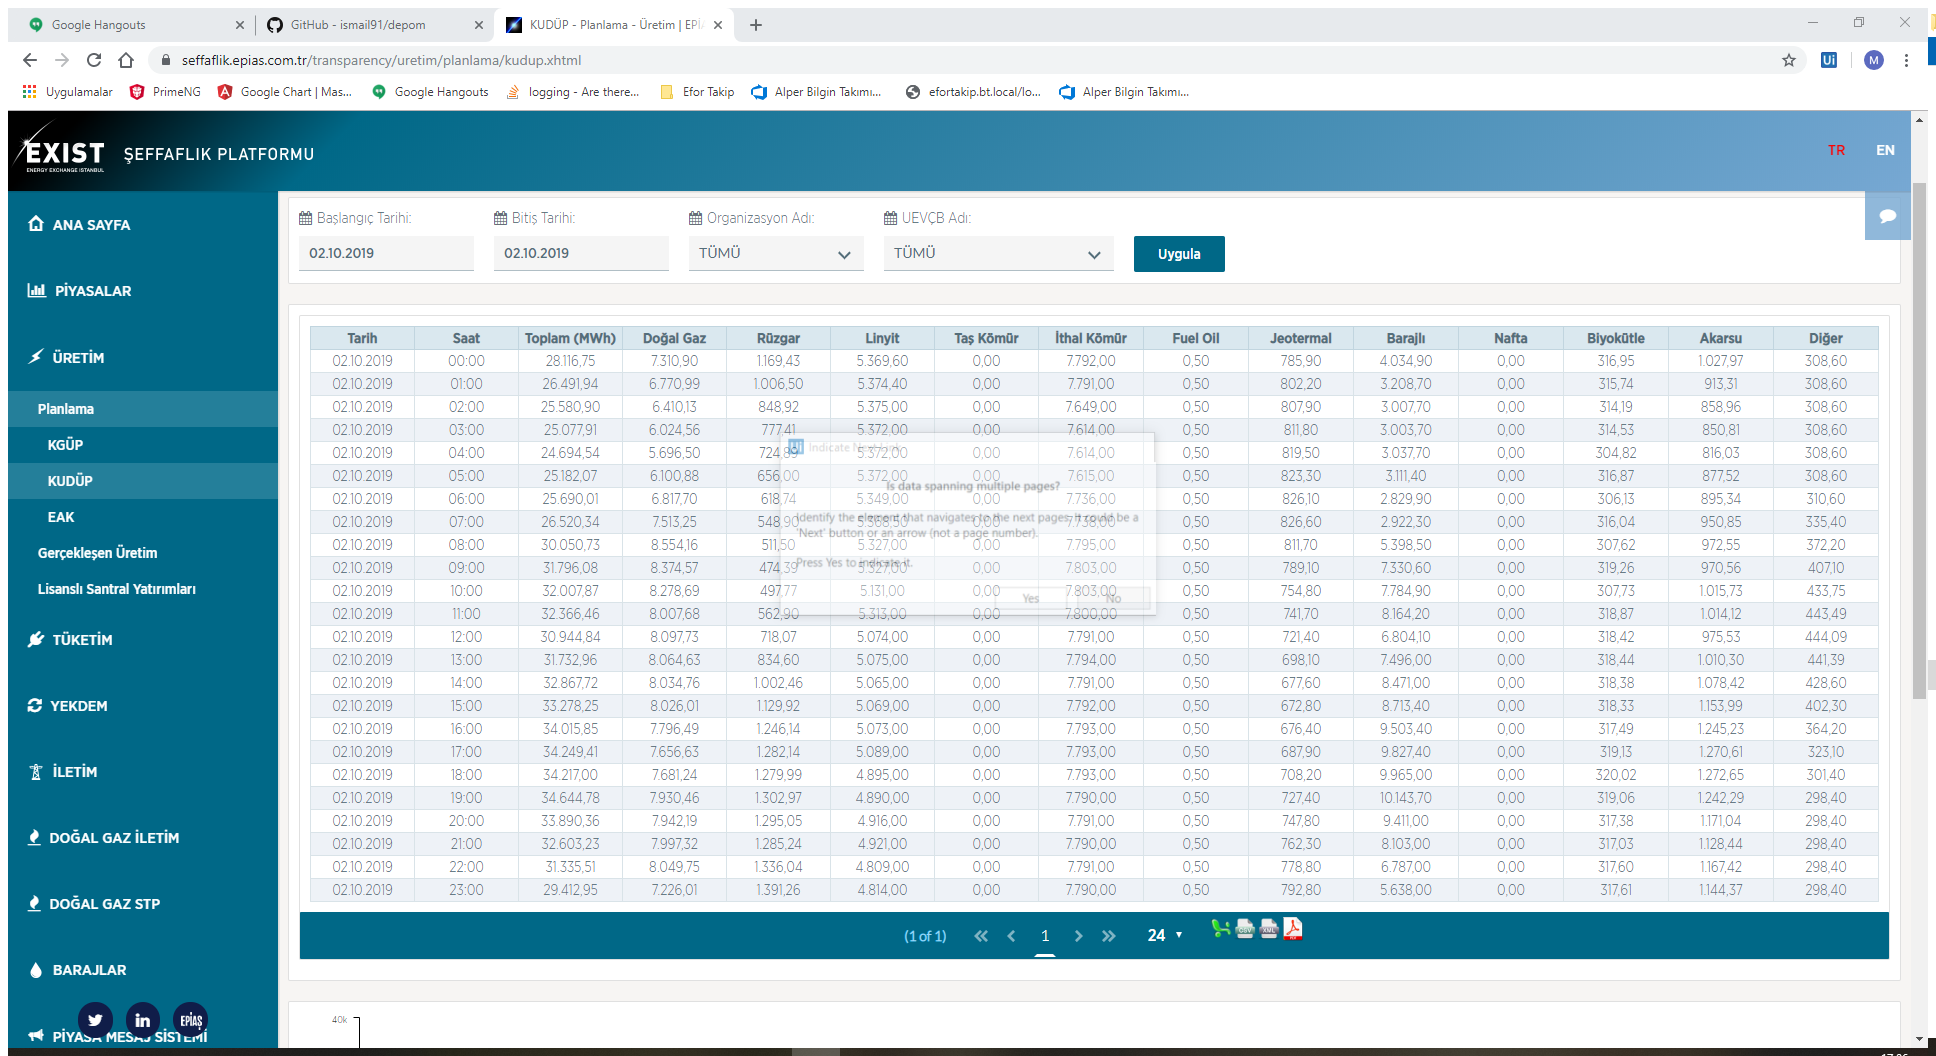 Google Hangouts
GitHub - ismail91/depom
KUDÜP - Planlama - Üretim | EPİ
seffaflik.epias.com.tr/transparency/uretim/planlama/kudup.xhtml
Ui
M
Uygulamalar
PrimeNG
Google Chart | Mas...
Google Hangouts
logging - Are there...
Efor Takip
Alper Bilgin Takımı...
efortakip.bt.local/lo...
Alper Bilgin Takımı...
EXIST
ENERGY EXCHANGE ISTANBUL
ŞEFFAFLIK PLATFORMU
TR EN
ANA SAYFA
PİYASALAR
ÜRETİM
Planlama
KGÜP
KUDÜP
EAK
Gerçekleşen Üretim
Lisanslı Santral Yatırımları
TÜKETİM
YEKDEM
İLETİM
DOĞAL GAZ İLETİM
DOĞAL GAZ STP
BARAJLAR
EPİAŞ
PİYASA MESAJ SİSTEMİ
Başlangıç Tarihi: Bitiş Tarihi: Organizasyon Adı: UEVÇB Adı:
02.10.2019 02.10.2019 TÜMÜ TÜMÜ Uygula
Tarih Saat Toplam (MWh) Doğal Gaz Rüzgar Linyit Taş Kömür İthal Kömür Fuel Oil Jeotermal Barajlı Nafta Biyokütle Akarsu Diğer
02.10.2019 00:00 28.116,75 7.310,90 1.169,43 5.369,60 0,00 7.792,00 0,50 785,90 4.034,90 0,00 316,95 1.027,97 308,60
02.10.2019 01:00 26.491,94 6.770,99 1.006,50 5.374,40 0,00 7.791,00 0,50 802,20 3.208,70 0,00 315,74 913,31 308,60
02.10.2019 02:00 25.580,90 6.410,13 848,92 5.375,00 0,00 7.649,00 0,50 807,90 3.007,70 0,00 314,19 858,96 308,60
02.10.2019 03:00 25.077,91 6.024,56 777,41 5.372,00 0,00 7.614,00 0,50 811,80 3.003,70 0,00 314,53 850,81 308,60
02.10.2019 04:00 24.694,54 5.696,50 724,89 5.372,00 0,00 7.614,00 0,50 819,50 3.037,70 0,00 304,82 816,03 308,60
02.10.2019 05:00 25.182,07 6.100,88 656,00 5.372,00 0,00 7.615,00 0,50 823,30 3.111,40 0,00 316,87 877,52 308,60
02.10.2019 06:00 25.690,01 6.817,70 618,74 5.349,00 0,00 7.736,00 0,50 826,10 2.829,90 0,00 306,13 895,34 310,60
02.10.2019 07:00 26.520,34 7.513,25 548,90 5.368,50 0,00 7.738,00 0,50 826,60 2.922,30 0,00 316,04 950,85 335,40
02.10.2019 08:00 30.050,73 8.554,16 511,50 5.327,00 0,00 7.795,00 0,50 811,70 5.398,50 0,00 307,62 972,55 372,20
02.10.2019 09:00 31.796,08 8.374,57 474,39 5.327,00 0,00 7.803,00 0,50 789,10 7.330,60 0,00 319,26 970,56 407,10
02.10.2019 10:00 32.007,87 8.278,69 497,77 5.131,00 0,00 7.803,00 0,50 754,80 7.784,90 0,00 307,73 1.015,73 433,75
02.10.2019 11:00 32.366,46 8.007,68 562,90 5.313,00 0,00 7.800,00 0,50 741,70 8.164,20 0,00 318,87 1.014,12 443,49
02.10.2019 12:00 30.944,84 8.097,73 718,07 5.074,00 0,00 7.791,00 0,50 721,40 6.804,10 0,00 318,42 975,53 444,09
02.10.2019 13:00 31.732,96 8.064,63 834,60 5.075,00 0,00 7.794,00 0,50 698,10 7.496,00 0,00 318,44 1.010,30 441,39
02.10.2019 14:00 32.867,72 8.034,76 1.002,46 5.065,00 0,00 7.791,00 0,50 677,60 8.471,00 0,00 318,38 1.078,42 428,60
02.10.2019 15:00 33.278,25 8.026,01 1.129,92 5.069,00 0,00 7.792,00 0,50 672,80 8.713,40 0,00 318,33 1.153,99 402,30
02.10.2019 16:00 34.015,85 7.796,49 1.246,14 5.073,00 0,00 7.793,00 0,50 676,40 9.503,40 0,00 317,49 1.245,23 364,20
02.10.2019 17:00 34.249,41 7.656,63 1.282,14 5.089,00 0,00 7.793,00 0,50 687,90 9.827,40 0,00 319,13 1.270,61 323,10
02.10.2019 18:00 34.217,00 7.681,24 1.279,99 4.895,00 0,00 7.793,00 0,50 708,20 9.965,00 0,00 320,02 1.272,65 301,40
02.10.2019 19:00 34.644,78 7.930,46 1.302,97 4.890,00 0,00 7.790,00 0,50 727,40 10.143,70 0,00 319,06 1.242,29 298,40
02.10.2019 20:00 33.890,36 7.942,19 1.295,05 4.916,00 0,00 7.791,00 0,50 747,80 9.411,00 0,00 317,38 1.171,04 298,40
02.10.2019 21:00 32.603,23 7.997,32 1.285,24 4.921,00 0,00 7.790,00 0,50 762,30 8.103,00 0,00 317,03 1.128,44 298,40
02.10.2019 22:00 31.335,51 8.049,75 1.336,04 4.809,00 0,00 7.791,00 0,50 778,80 6.787,00 0,00 317,60 1.167,42 298,40
02.10.2019 23:00 29.412,95 7.226,01 1.391,26 4.814,00 0,00 7.790,00 0,50 792,80 5.638,00 0,00 317,61 1.144,37 298,40
Ui Indicate Next Link
Is data spanning multiple pages?
Identify the element that navigates to the next pages. It could be a
'Next' button or an arrow (not a page number).
Press Yes to indicate it.
Yes No
(1 of 1) 1 24
CSV XML
40k